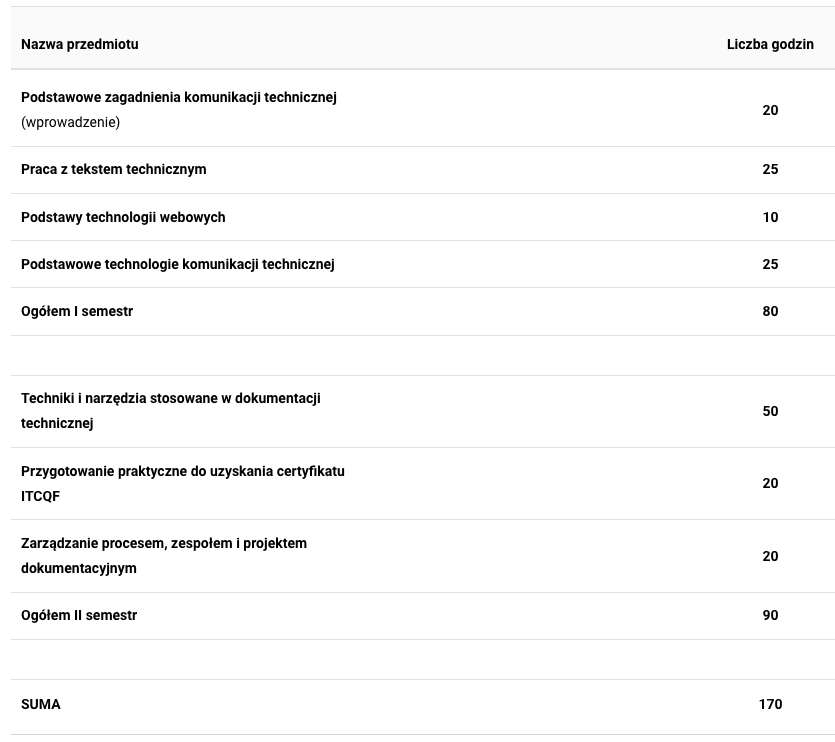 Nazwa przedmiotu Liczba godzin
Podstawowe zagadnienia komunikacji technicznej
(wprowadzenie)
20
Praca z tekstem technicznym 25
Podstawy technologii webowych 10
Podstawowe technologie komunikacji technicznej 25
Ogółem I semestr 80
Techniki i narzędzia stosowane w dokumentacji
technicznej
50
Przygotowanie praktyczne do uzyskania certyfikatu
ITCQF
20
Zarządzanie procesem, zespołem i projektem
dokumentacyjnym
20
Ogółem II semestr 90
SUMA 170